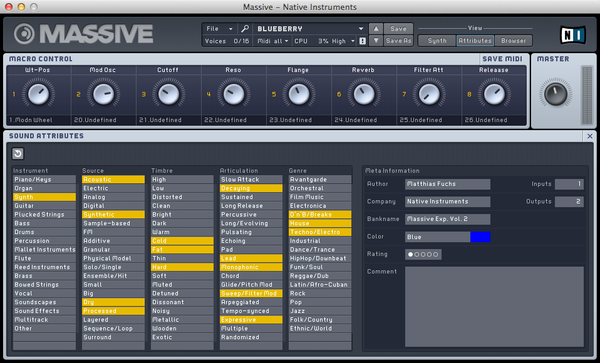 Massive - Native Instruments
MASSIVE
File BLUEBERRY Save
Voices 0/16 Midi all CPU 3% High ! Save As
View
Synth Attributes Browser
NI
MACRO CONTROL SAVE MIDI MASTER
Wt-Pos Mod Osc Cutoff Reso Flange Reverb Filter Att Release
1 2 3 4 5 6 7 8
1.Modn Wheel 20.Undefined 21.Undefined 22.Undefined 23.Undefined 24.Undefined 25.Undefined 26.Undefined
SOUND ATTRIBUTES
Instrument
Piano/Keys
Organ
Synth
Guitar
Plucked Strings
Bass
Drums
Percussion
Mallet Instruments
Flute
Reed Instruments
Brass
Bowed Strings
Vocal
Soundscapes
Sound Effects
Multitrack
Other
Source
Acoustic
Electric
Analog
Digital
Synthetic
Sample-based
FM
Additive
Granular
Physical Model
Solo/Single
Ensemble/Kit
Small
Big
Dry
Processed
Layered
Sequence/Loop
Surround
Timbre
High
Low
Distorted
Clean
Bright
Dark
Warm
Cold
Fat
Thin
Hard
Soft
Muted
Detuned
Dissonant
Noisy
Metallic
Wooden
Exotic
Articulation
Slow Attack
Decaying
Sustained
Long Release
Percussive
Long/Evolving
Pulsating
Echoing
Pad
Lead
Monophonic
Chord
Glide/Pitch Mod
Sweep/Filter Mod
Arpeggiated
Tempo-synced
Expressive
Multiple
Randomized
Genre
Avantgarde
Orchestral
Film Music
Electronica
D'n'B/Breaks
House
Techno/Electro
Industrial
Dance/Trance
HipHop/Downbeat
Funk/Soul
Reggae/Dub
Latin/Afro-Cuban
Rock
Pop
Jazz
Folk/Country
Ethnic/World
Meta Information
Author Matthias Fuchs Inputs 1
Company Native Instruments Outputs 2
Bankname Massive Exp. Vol. 2
Color Blue
Rating
Comment